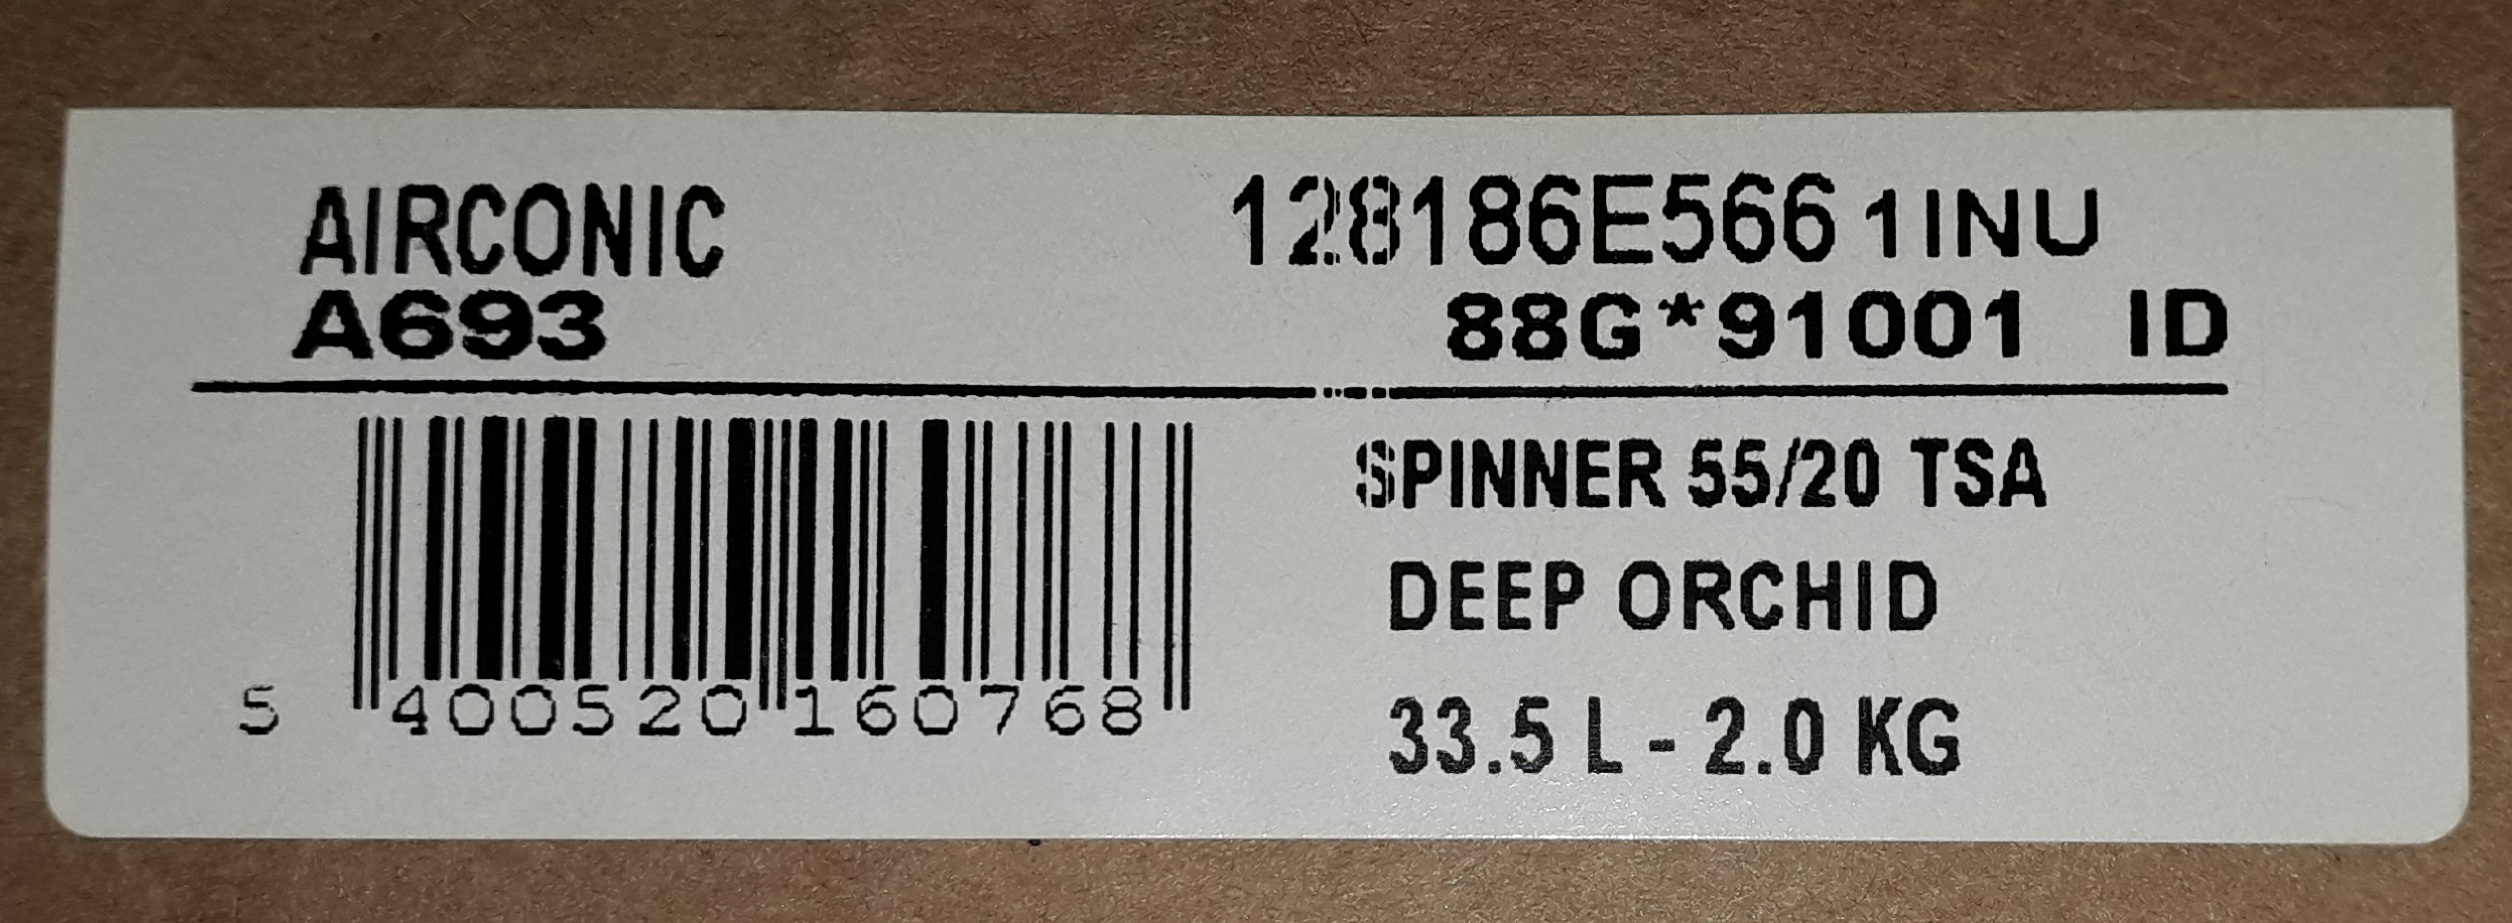 AIRCONIC 128186E566 1INU
A693 88G*91001 ID
SPINNER 55/20 TSA
DEEP ORCHID
33.5 L - 2.0 KG
5 400520 160768